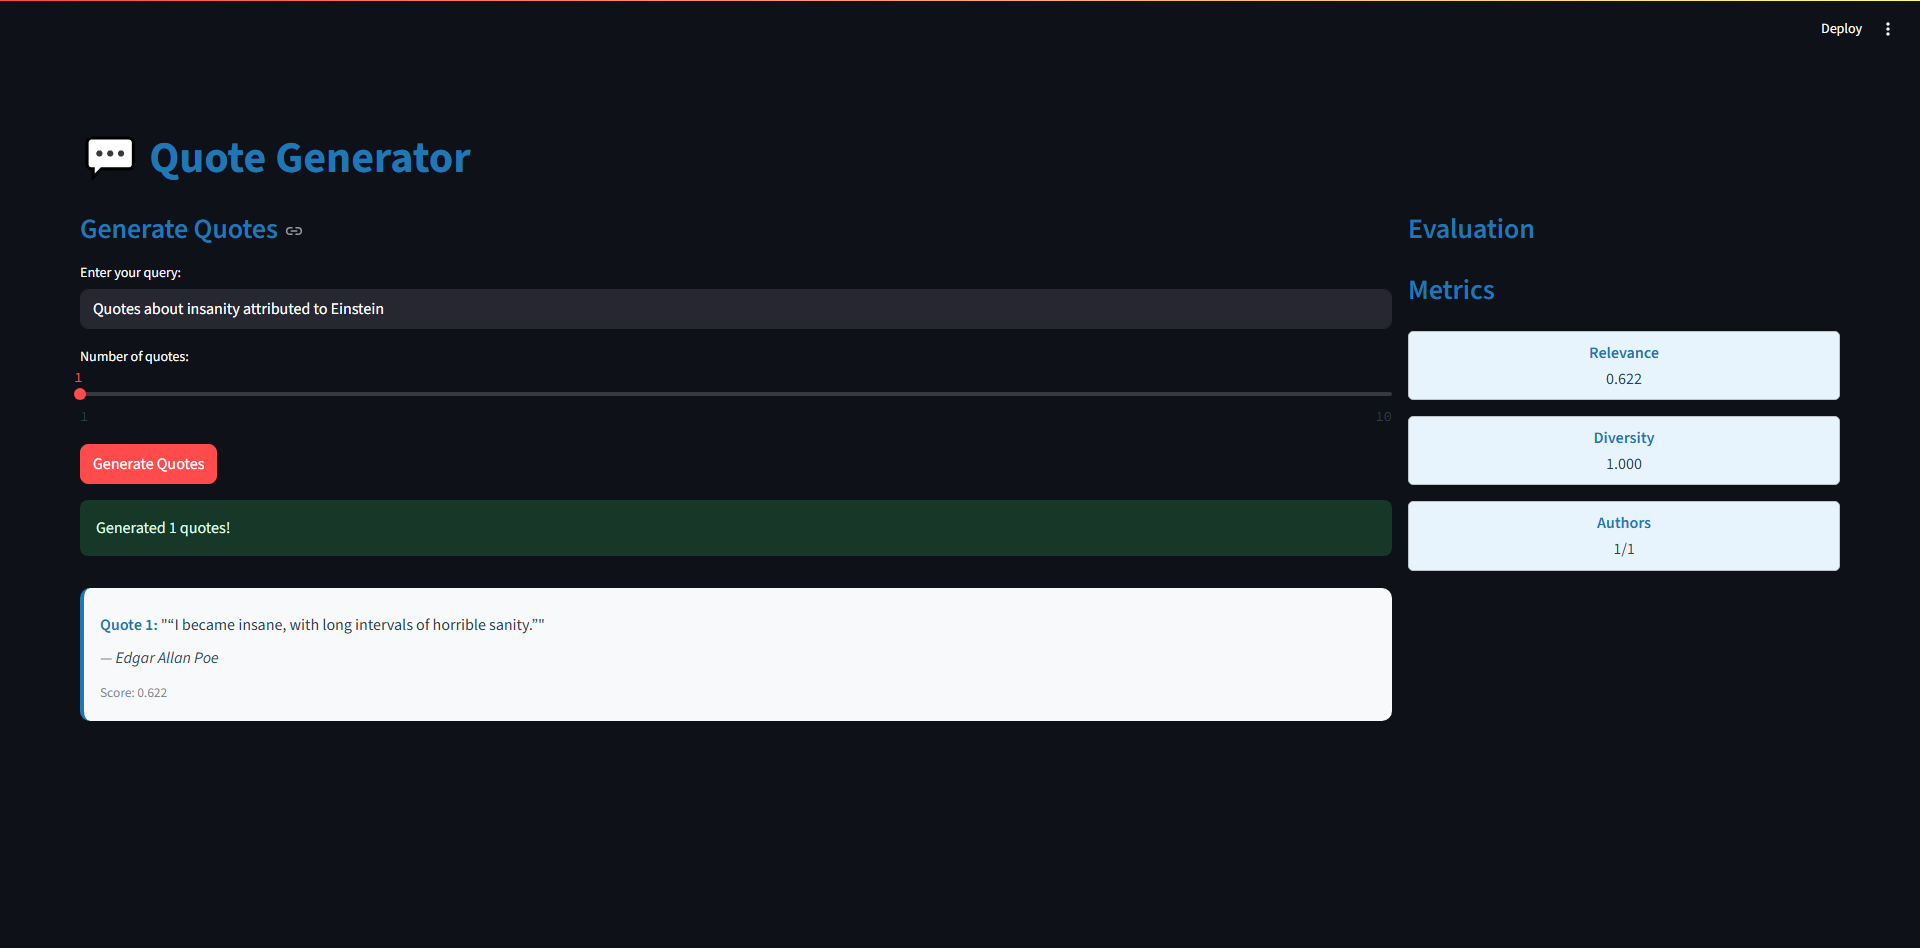 Deploy
Quote Generator
Generate Quotes
Enter your query:
Quotes about insanity attributed to Einstein
Number of quotes:
1
1
10
Generate Quotes
Generated 1 quotes!
Quote 1: "“I became insane, with long intervals of horrible sanity.”"
— Edgar Allan Poe
Score: 0.622
Evaluation
Metrics
Relevance
0.622
Diversity
1.000
Authors
1/1